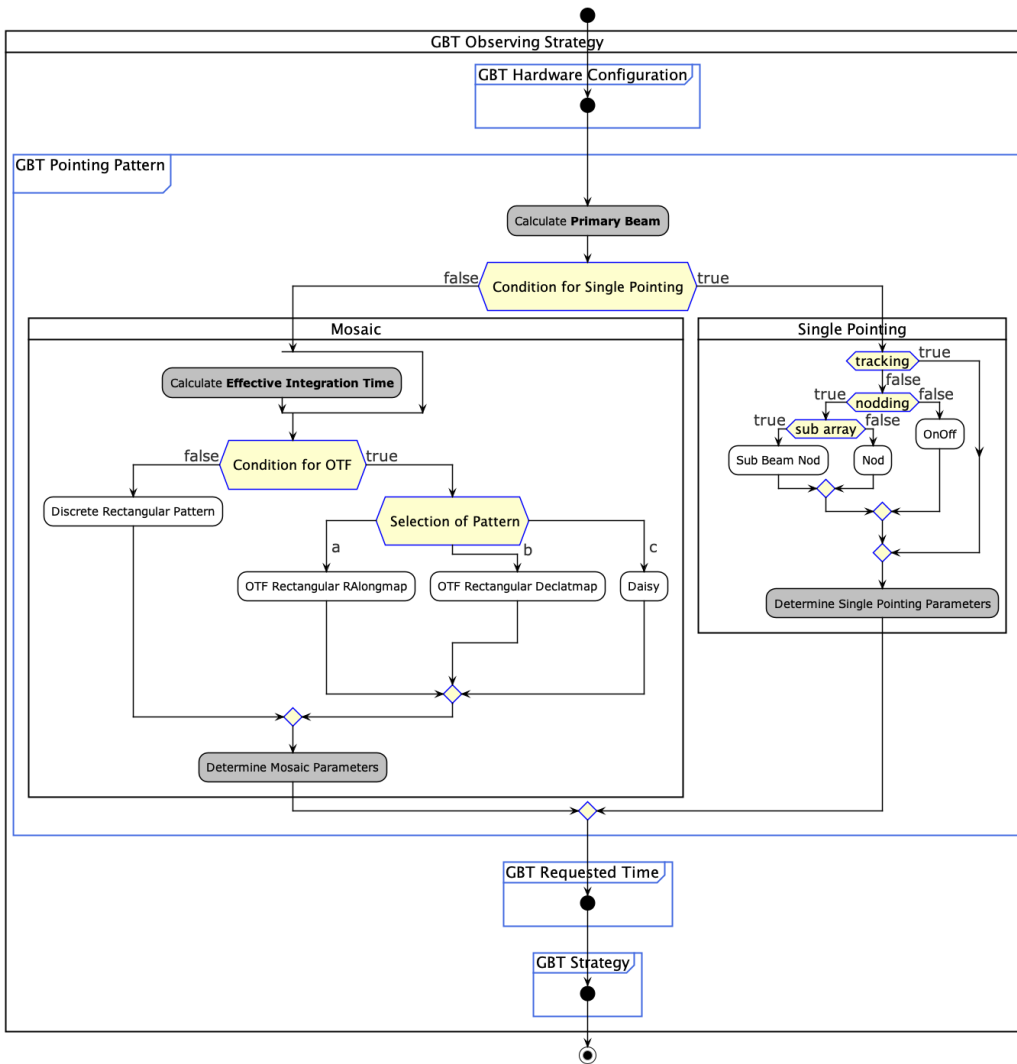 GBT Observing Strategy
GBT Hardware Configuration
GBT Pointing Pattern
Calculate Primary Beam
false
Condition for Single Pointing
true
Mosaic
Calculate Effective Integration Time
false
Condition for OTF
true
Discrete Rectangular Pattern
Selection of Pattern
a
b
c
OTF Rectangular RAlongmap
OTF Rectangular Declatmap
Daisy
Determine Mosaic Parameters
Single Pointing
tracking
true
false
true
nodding
false
true
sub array
false
OnOff
Sub Beam Nod
Nod
Determine Single Pointing Parameters
GBT Requested Time
GBT Strategy